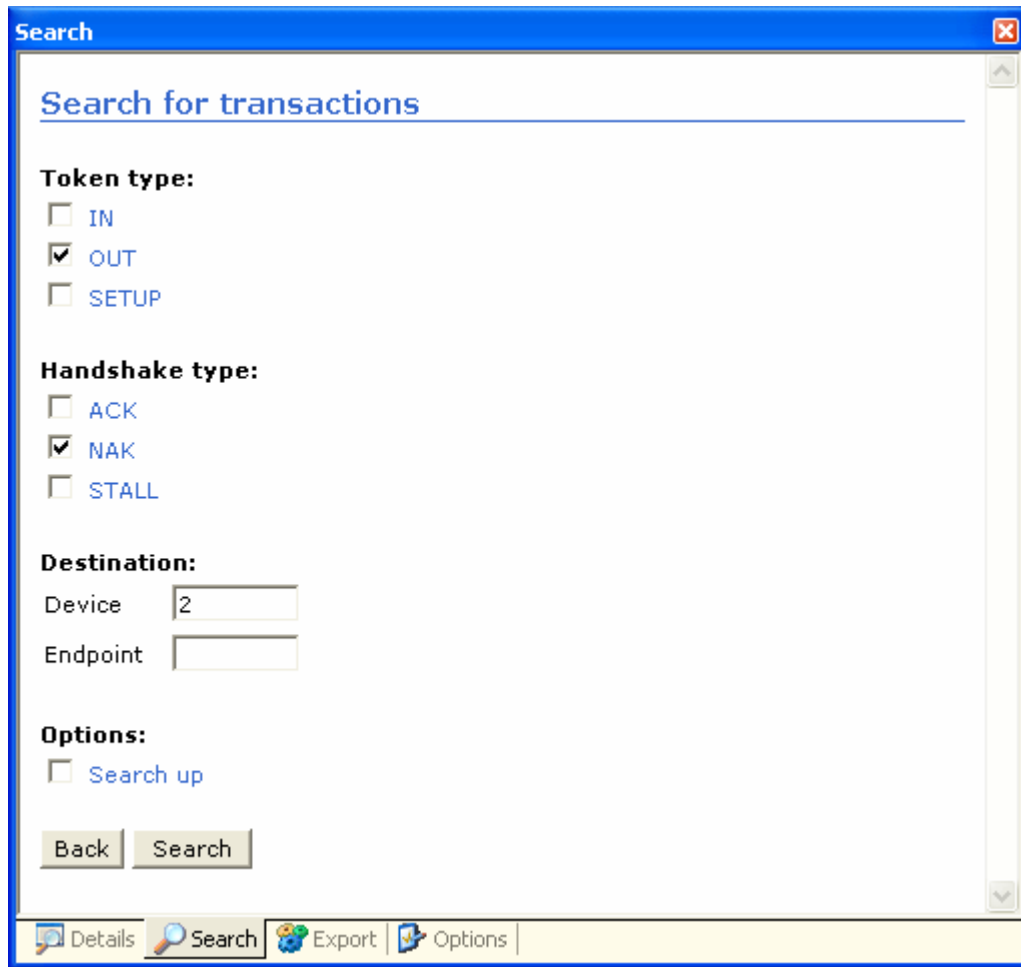 Search
Search for transactions
Token type:
IN
OUT
SETUP
Handshake type:
ACK
NAK
STALL
Destination:
Device 2
Endpoint
Options:
Search up
Back Search
Details Search Export Options